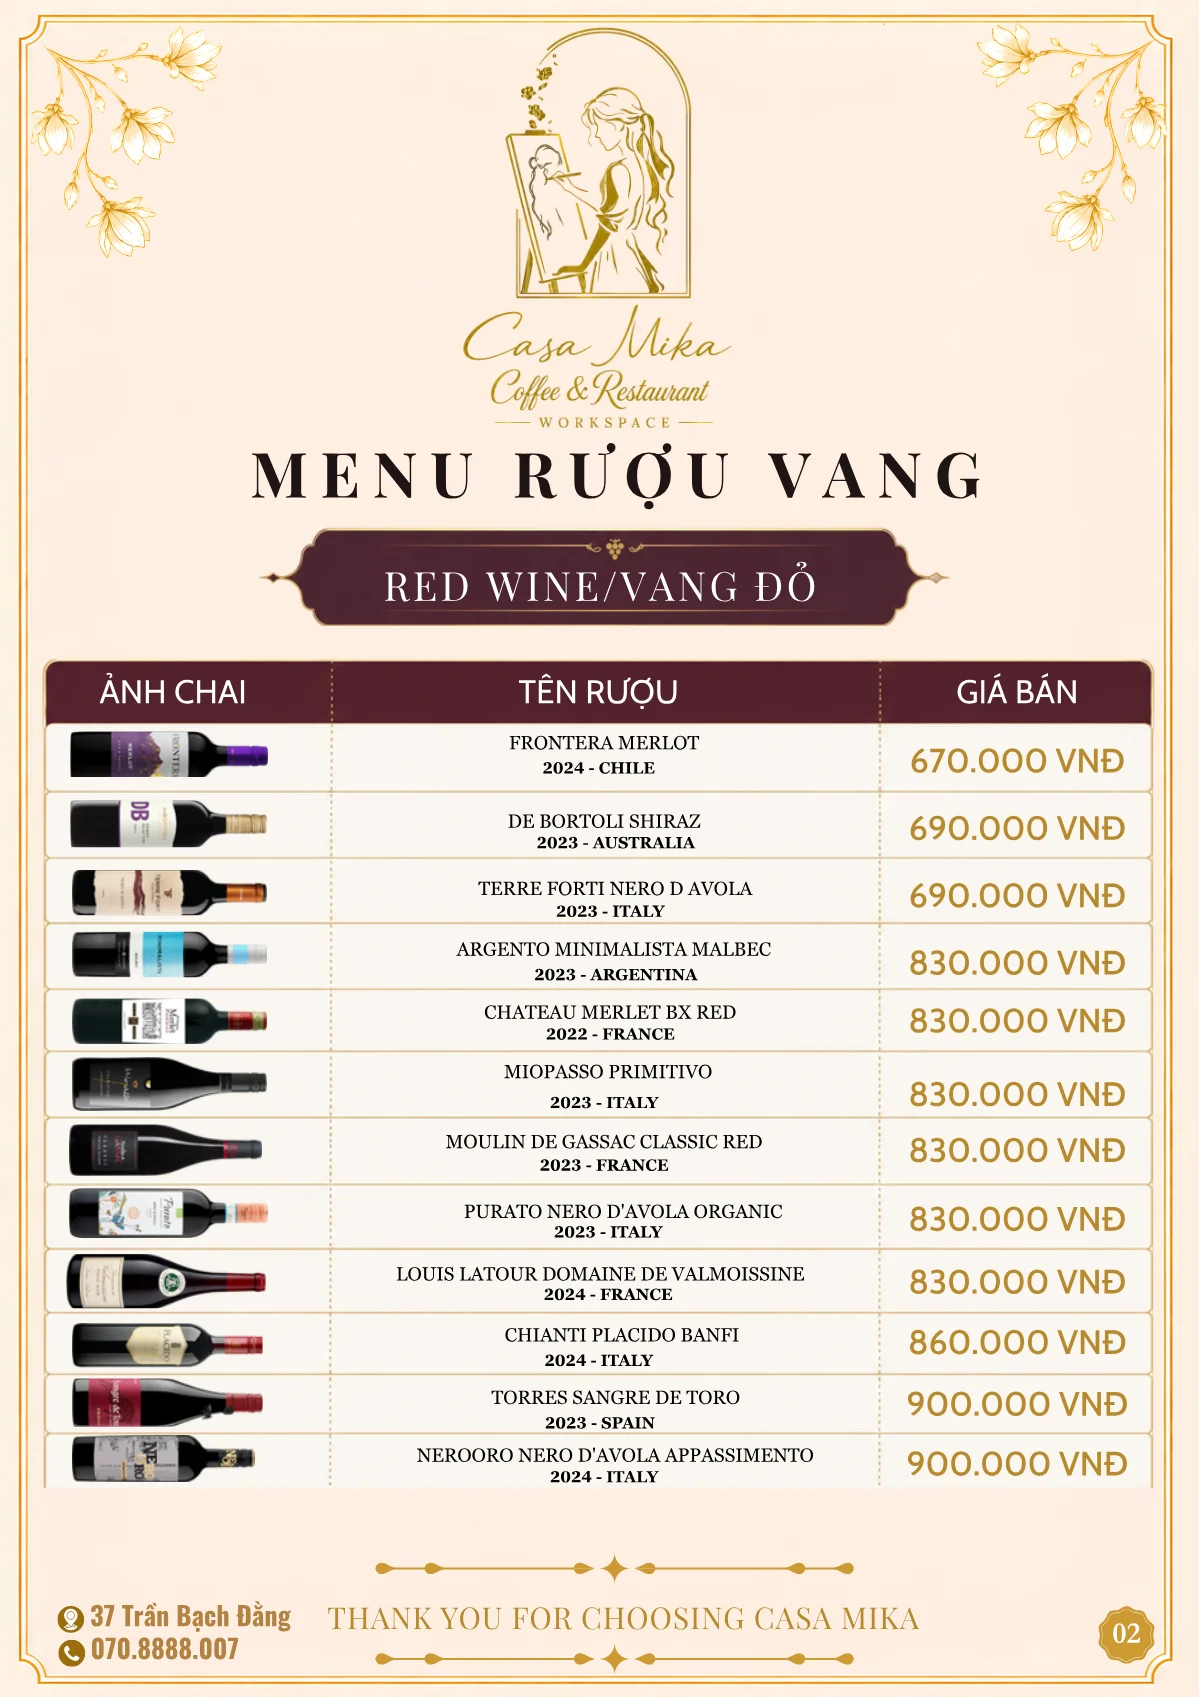 Casa Mika
Coffee & Restaurant
WORKSPACE
MENU RƯỢU VANG
RED WINE/VANG ĐỎ
ẢNH CHAI TÊN RƯỢU GIÁ BÁN
FRONTERA MERLOT
2024 - CHILE
670.000 VNĐ
DE BORTOLI SHIRAZ
2023 - AUSTRALIA
690.000 VNĐ
TERRE FORTI NERO D AVOLA
2023 - ITALY
690.000 VNĐ
ARGENTO MINIMALISTA MALBEC
2023 - ARGENTINA
830.000 VNĐ
CHATEAU MERLET BX RED
2022 - FRANCE
830.000 VNĐ
MIOPASSO PRIMITIVO
2023 - ITALY
830.000 VNĐ
MOULIN DE GASSAC CLASSIC RED
2023 - FRANCE
830.000 VNĐ
PURATO NERO D'AVOLA ORGANIC
2023 - ITALY
830.000 VNĐ
LOUIS LATOUR DOMAINE DE VALMOISSINE
2024 - FRANCE
830.000 VNĐ
CHIANTI PLACIDO BANFI
2024 - ITALY
860.000 VNĐ
TORRES SANGRE DE TORO
2023 - SPAIN
900.000 VNĐ
NEROORO NERO D'AVOLA APPASSIMENTO
2024 - ITALY
900.000 VNĐ
37 Trần Bạch Đằng
070.8888.007
THANK YOU FOR CHOOSING CASA MIKA
02